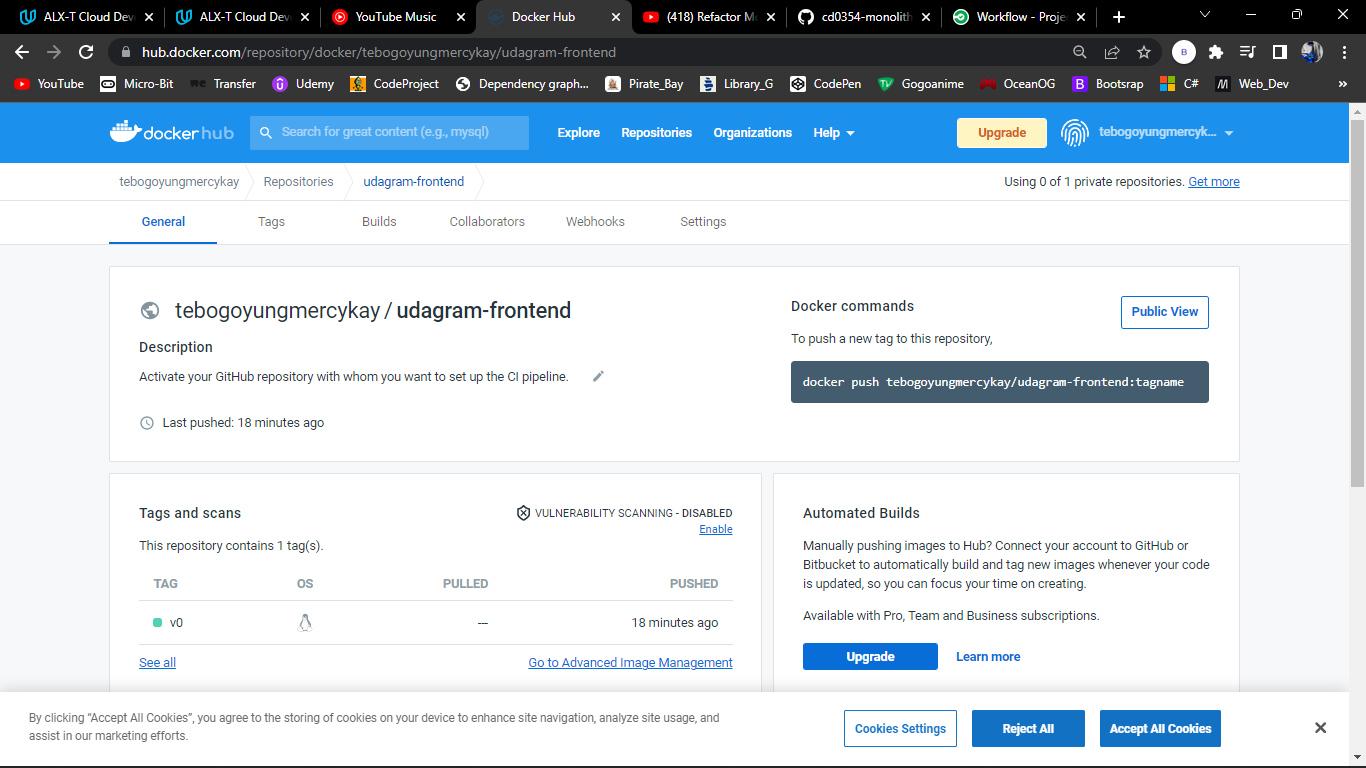 ALX-T Cloud Deve
ALX-T Cloud Deve
YouTube Music
Docker Hub
(418) Refactor Mo
cd0354-monolith
Workflow - Proje
hub.docker.com/repository/docker/tebogoyungmercykay/udagram-frontend
B
YouTube
Micro-Bit
we Transfer
Udemy
CodeProject
Dependency graph...
Pirate_Bay
Library_G
CodePen
TV Gogoanime
OceanOG
B Bootsrap
C#
M Web_Dev
»
docker hub
Search for great content (e.g., mysql)
Explore
Repositories
Organizations
Help
Upgrade
tebogoyungmercyk...
tebogoyungmercykay
Repositories
udagram-frontend
Using 0 of 1 private repositories. Get more
General
Tags
Builds
Collaborators
Webhooks
Settings
tebogoyungmercykay / udagram-frontend
Description
Activate your GitHub repository with whom you want to set up the CI pipeline.
Last pushed: 18 minutes ago
Docker commands
Public View
To push a new tag to this repository,
docker push tebogoyungmercykay/udagram-frontend:tagname
Tags and scans
VULNERABILITY SCANNING - DISABLED
Enable
This repository contains 1 tag(s).
TAG OS PULLED PUSHED
v0 --- 18 minutes ago
See all
Go to Advanced Image Management
Automated Builds
Manually pushing images to Hub? Connect your account to GitHub or
Bitbucket to automatically build and tag new images whenever your code
is updated, so you can focus your time on creating.
Available with Pro, Team and Business subscriptions.
Upgrade
Learn more
By clicking “Accept All Cookies”, you agree to the storing of cookies on your device to enhance site navigation, analyze site usage, and
assist in our marketing efforts.
Cookies Settings
Reject All
Accept All Cookies